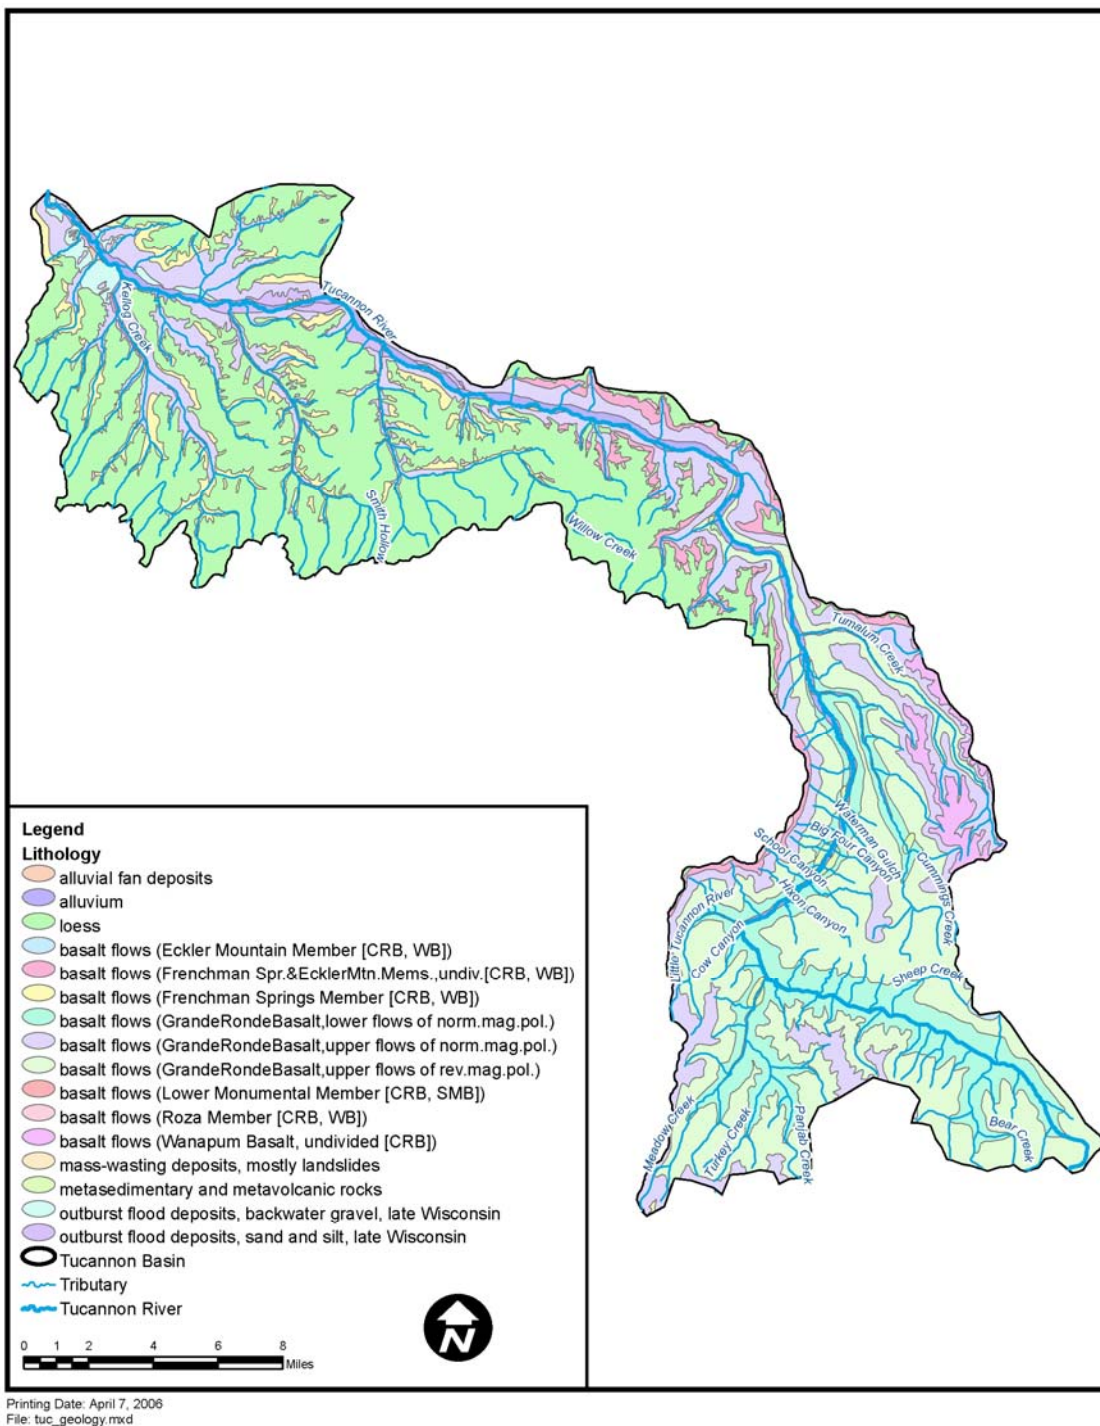 Kellog Creek
Tucannon River
Smith Hollow
Willow Creek
Tumalum Creek
Waterman Gulch
Big Four Canyon
School Canyon
Cummings Creek
Hixon Canyon
Little Tucannon River
Cow Canyon
Sheep Creek
Meadow Creek
Turkey Creek
Panjab Creek
Bear Creek
Legend
Lithology
alluvial fan deposits
alluvium
loess
basalt flows (Eckler Mountain Member [CRB, WB])
basalt flows (Frenchman Spr.&EcklerMtn.Mems.,undiv.[CRB, WB])
basalt flows (Frenchman Springs Member [CRB, WB])
basalt flows (GrandeRondeBasalt,lower flows of norm.mag.pol.)
basalt flows (GrandeRondeBasalt,upper flows of norm.mag.pol.)
basalt flows (GrandeRondeBasalt,upper flows of rev.mag.pol.)
basalt flows (Lower Monumental Member [CRB, SMB])
basalt flows (Roza Member [CRB, WB])
basalt flows (Wanapum Basalt, undivided [CRB])
mass-wasting deposits, mostly landslides
metasedimentary and metavolcanic rocks
outburst flood deposits, backwater gravel, late Wisconsin
outburst flood deposits, sand and silt, late Wisconsin
Tucannon Basin
Tributary
Tucannon River
N
0 1 2 4 6 8
Miles
Printing Date: April 7, 2006
File: tuc_geology.mxd